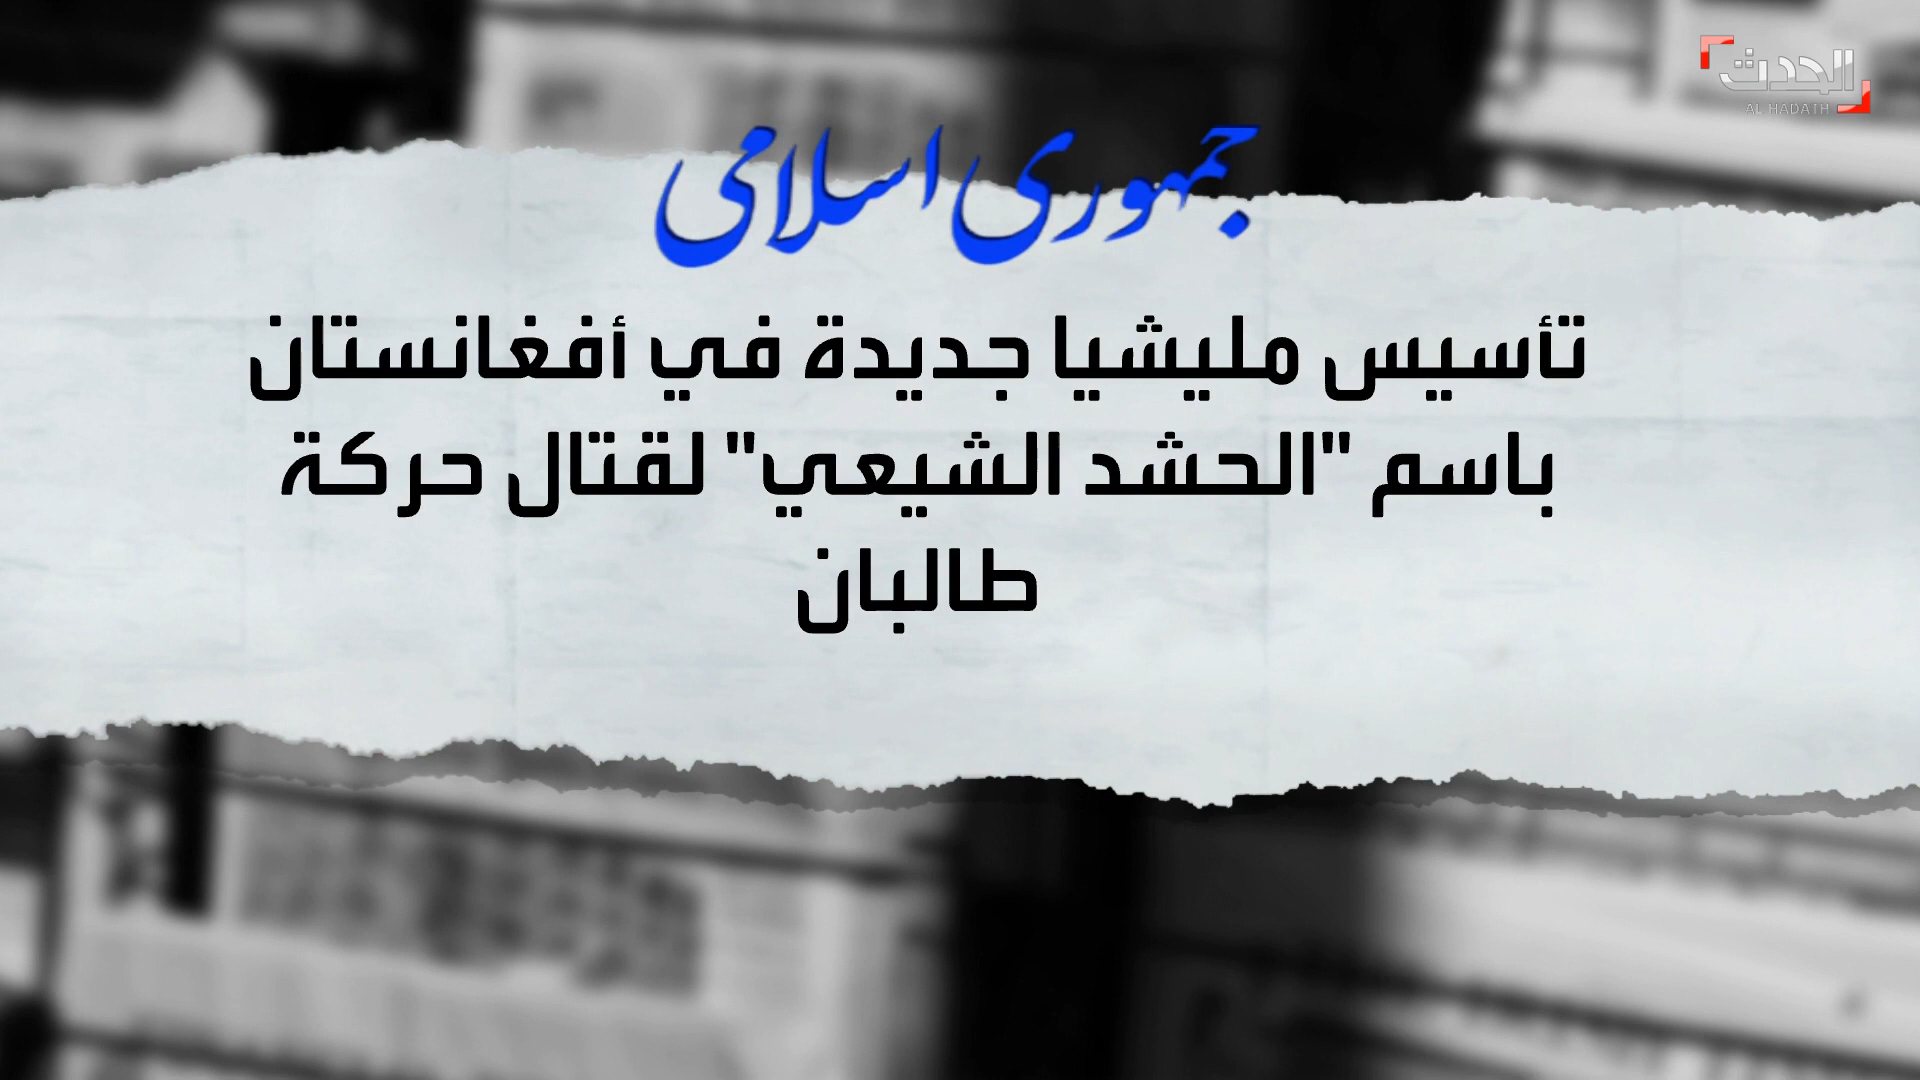 الحدث
AL HADATH
جمهوری اسلامی
تأسيس مليشيا جديدة في أفغانستان
باسم "الحشد الشيعي" لقتال حركة
طالبان